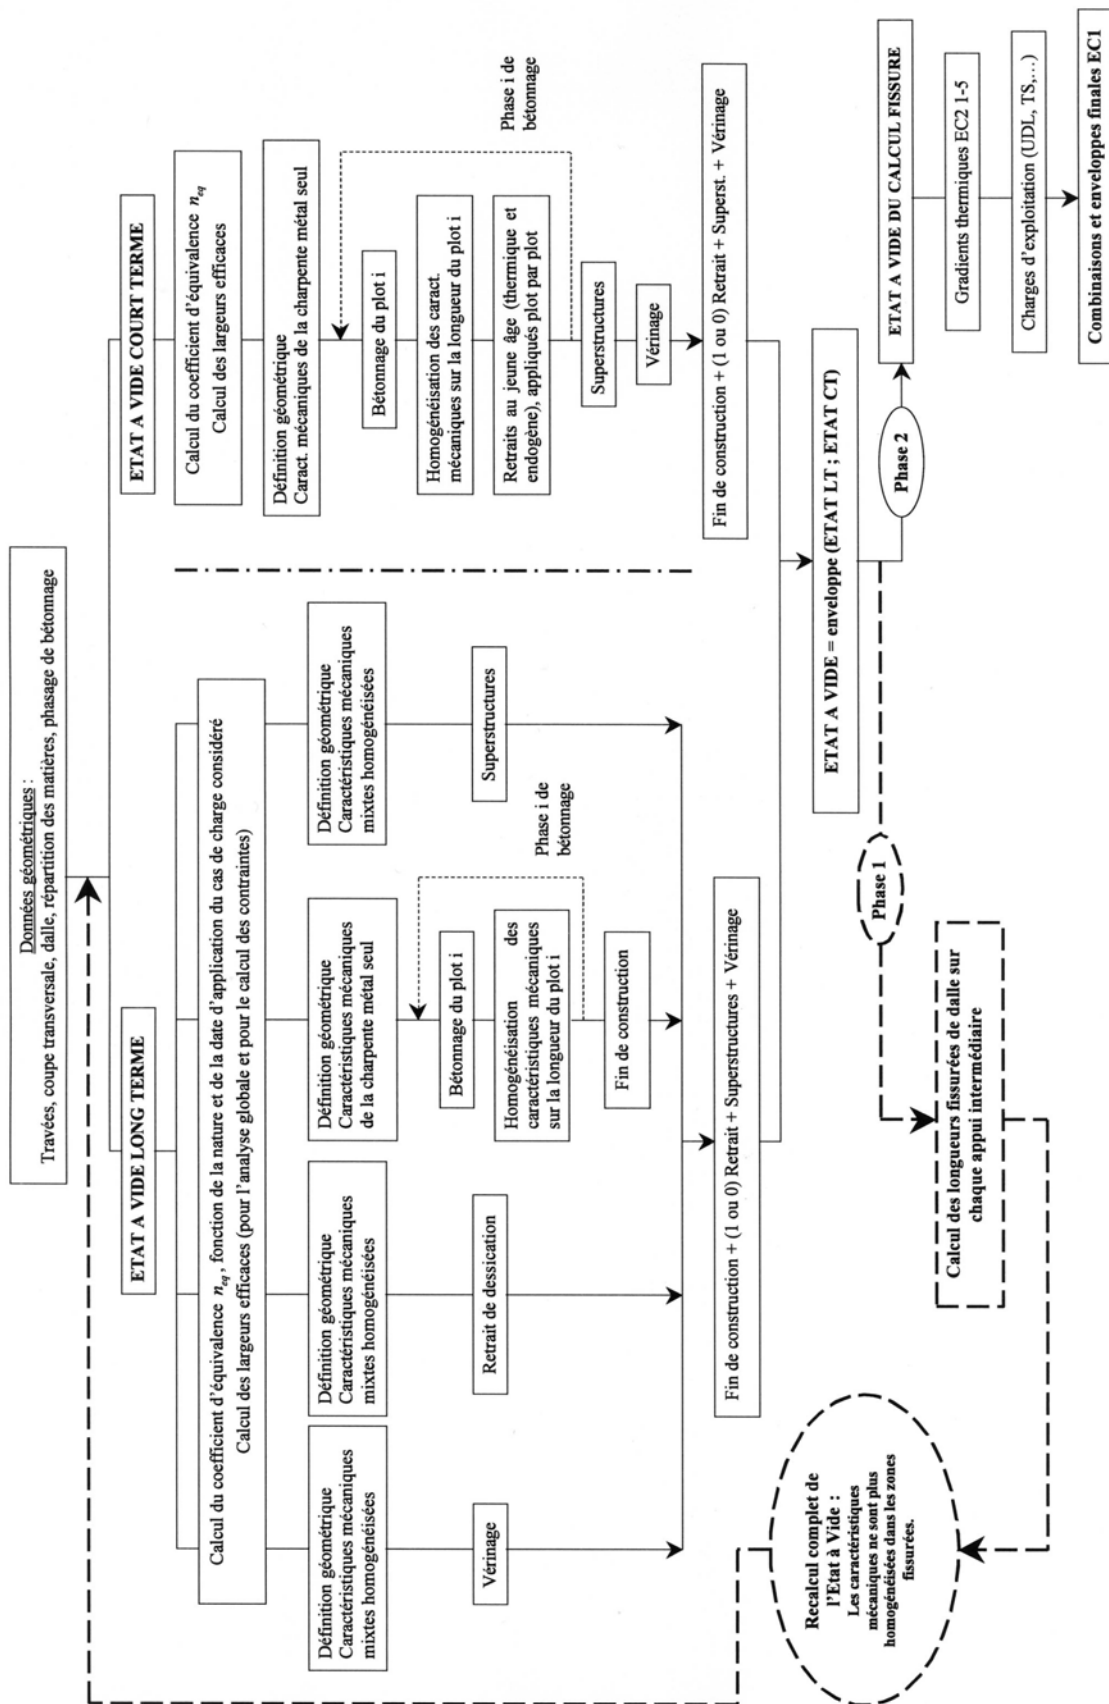 Données géométriques :
Travées, coupe transversale, dalle, répartition des matières, phasage de bétonnage
ETAT A VIDE LONG TERME
Calcul du coefficient d'équivalence n_eq, fonction de la nature et de la date d'application du cas de charge considéré
Calcul des largeurs efficaces (pour l'analyse globale et pour le calcul des contraintes)
Définition géométrique
Caractéristiques mécaniques
mixtes homogénéisées
Vérinage
Définition géométrique
Caractéristiques mécaniques
mixtes homogénéisées
Retrait de dessication
Définition géométrique
Caractéristiques mécaniques
de la charpente métal seul
Bétonnage du plot i
Homogénéisation des
caractéristiques mécaniques
sur la longueur du plot i
Phase i de
bétonnage
Fin de construction
Définition géométrique
Caractéristiques mécaniques
mixtes homogénéisées
Superstructures
Fin de construction + (1 ou 0) Retrait + Superstructures + Vérinage
ETAT A VIDE COURT TERME
Calcul du coefficient d'équivalence n_eq
Calcul des largeurs efficaces
Définition géométrique
Caract. mécaniques de la charpente métal seul
Bétonnage du plot i
Homogénéisation des caract.
mécaniques sur la longueur du plot i
Retraits au jeune âge (thermique et
endogène), appliqués plot par plot
Phase i de
bétonnage
Superstructures
Vérinage
Fin de construction + (1 ou 0) Retrait + Superst. + Vérinage
ETAT A VIDE = enveloppe (ETAT LT ; ETAT CT)
Phase 1
Calcul des longueurs fissurées de dalle sur
chaque appui intermédiaire
Recalcul complet de
l'Etat à Vide :
Les caractéristiques
mécaniques ne sont plus
homogénéisées dans les zones
fissurées.
Phase 2
ETAT A VIDE DU CALCUL FISSURE
Gradients thermiques EC2 1-5
Charges d'exploitation (UDL, TS,…)
Combinaisons et enveloppes finales EC1